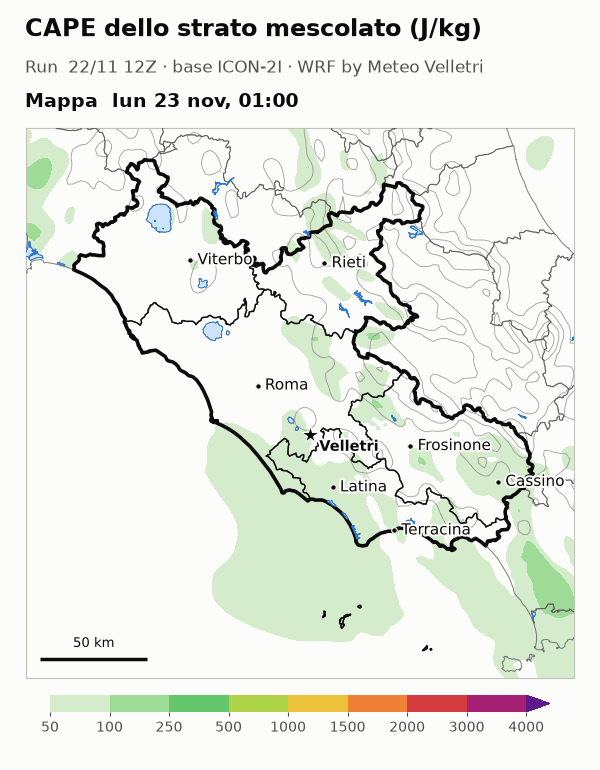 CAPE dello strato mescolato (J/kg)
Run 22/11 12Z · base ICON-2I · WRF by Meteo Velletri
Mappa lun 23 nov, 01:00
Viterbo
Rieti
Roma
Velletri
Frosinone
Latina
Cassino
Terracina
50 km
50 100 250 500 1000 1500 2000 3000 4000